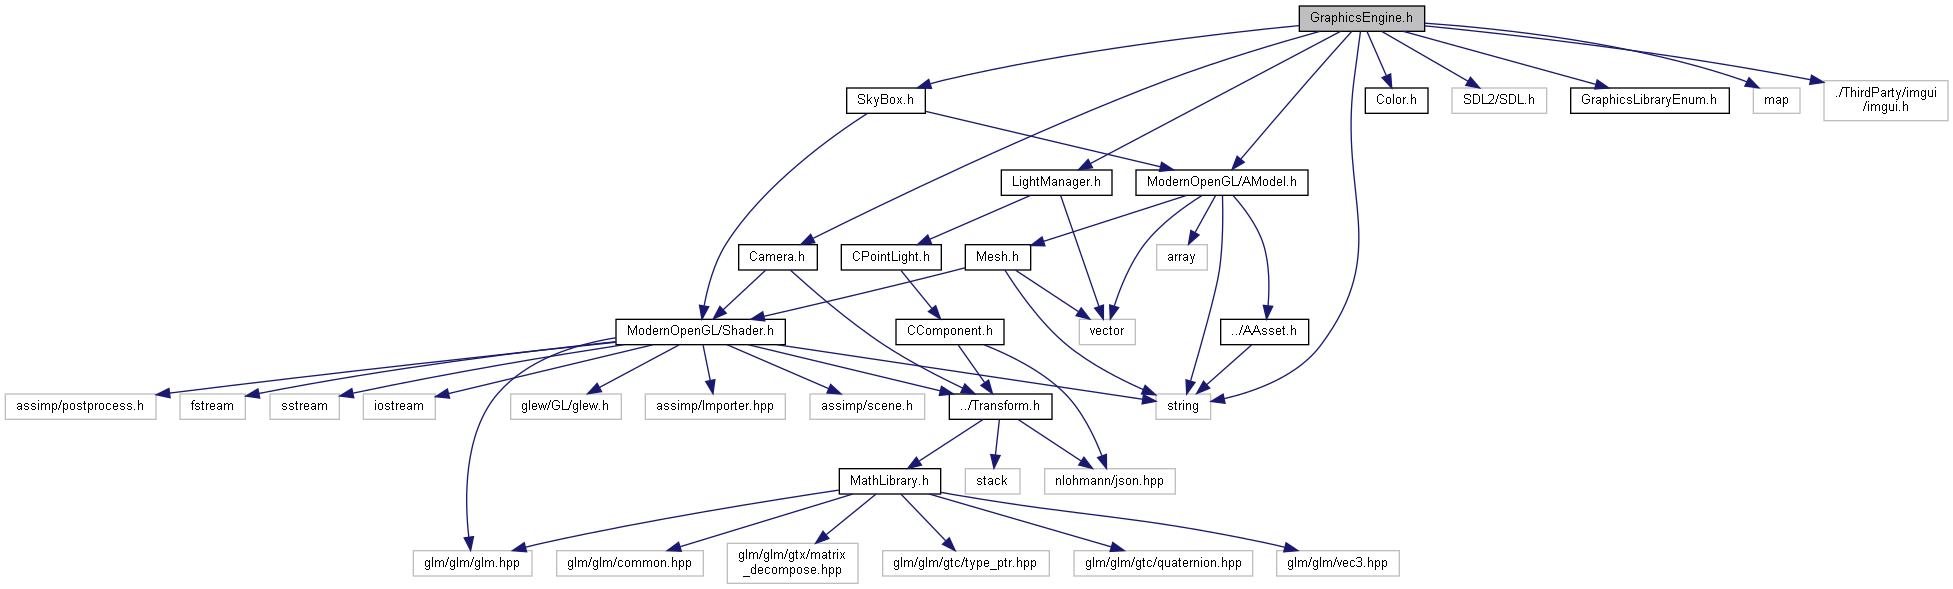 GraphicsEngine.h
SkyBox.h
Color.h
SDL2/SDL.h
GraphicsLibraryEnum.h
map
./ThirdParty/imgui
/imgui.h
LightManager.h
ModernOpenGL/AModel.h
Camera.h
CPointLight.h
Mesh.h
array
ModernOpenGL/Shader.h
CComponent.h
vector
../AAsset.h
assimp/postprocess.h
fstream
sstream
iostream
glew/GL/glew.h
assimp/Importer.hpp
assimp/scene.h
../Transform.h
string
MathLibrary.h
stack
nlohmann/json.hpp
glm/glm/glm.hpp
glm/glm/common.hpp
glm/glm/gtx/matrix
_decompose.hpp
glm/glm/gtc/type_ptr.hpp
glm/glm/gtc/quaternion.hpp
glm/glm/vec3.hpp